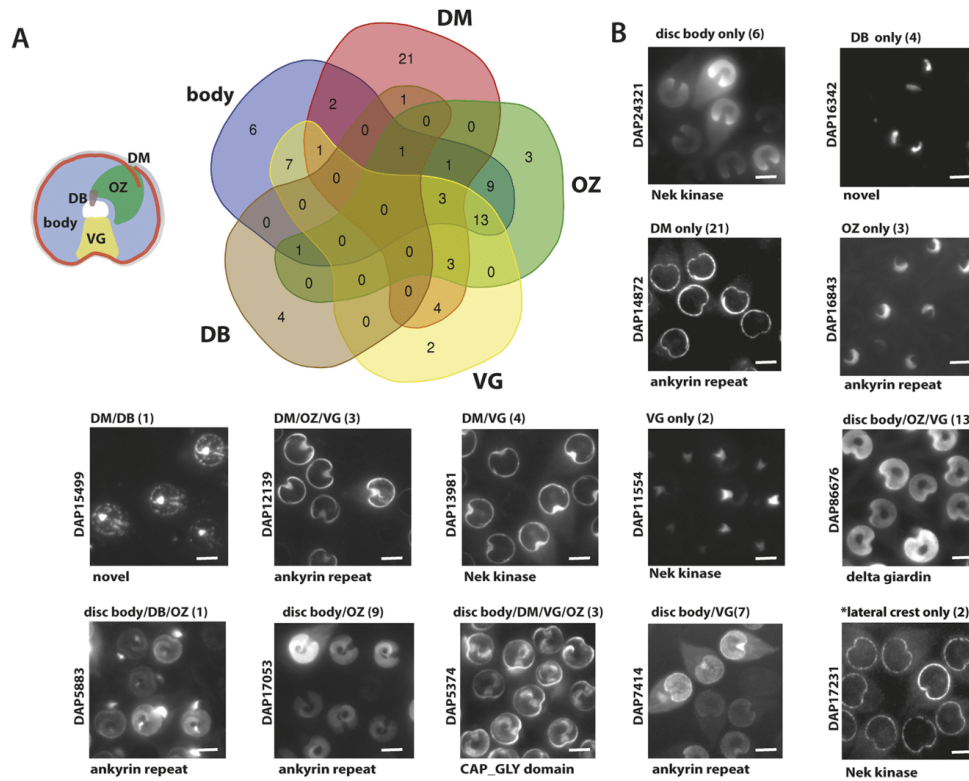 A
DM
body
OZ
DB
VG
21
2
1
0
0
6
7
1
0
1
1
3
9
0
0
0
3
13
0
0
1
0
0
3
0
0
0
0
4
4
2
DM
OZ
DB
body
VG
B
disc body only (6)
DAP24321
Nek kinase
DB only (4)
DAP16342
novel
DM only (21)
DAP14872
ankyrin repeat
OZ only (3)
DAP16843
ankyrin repeat
DM/DB (1)
DAP15499
novel
DM/OZ/VG (3)
DAP12139
ankyrin repeat
DM/VG (4)
DAP13981
Nek kinase
VG only (2)
DAP11554
Nek kinase
disc body/OZ/VG (13
DAP86676
delta giardin
disc body/DB/OZ (1)
DAP5883
ankyrin repeat
disc body/OZ (9)
DAP17053
ankyrin repeat
disc body/DM/VG/OZ (3)
DAP5374
CAP_GLY domain
disc body/VG(7)
DAP7414
ankyrin repeat
*lateral crest only (2)
DAP17231
Nek kinase